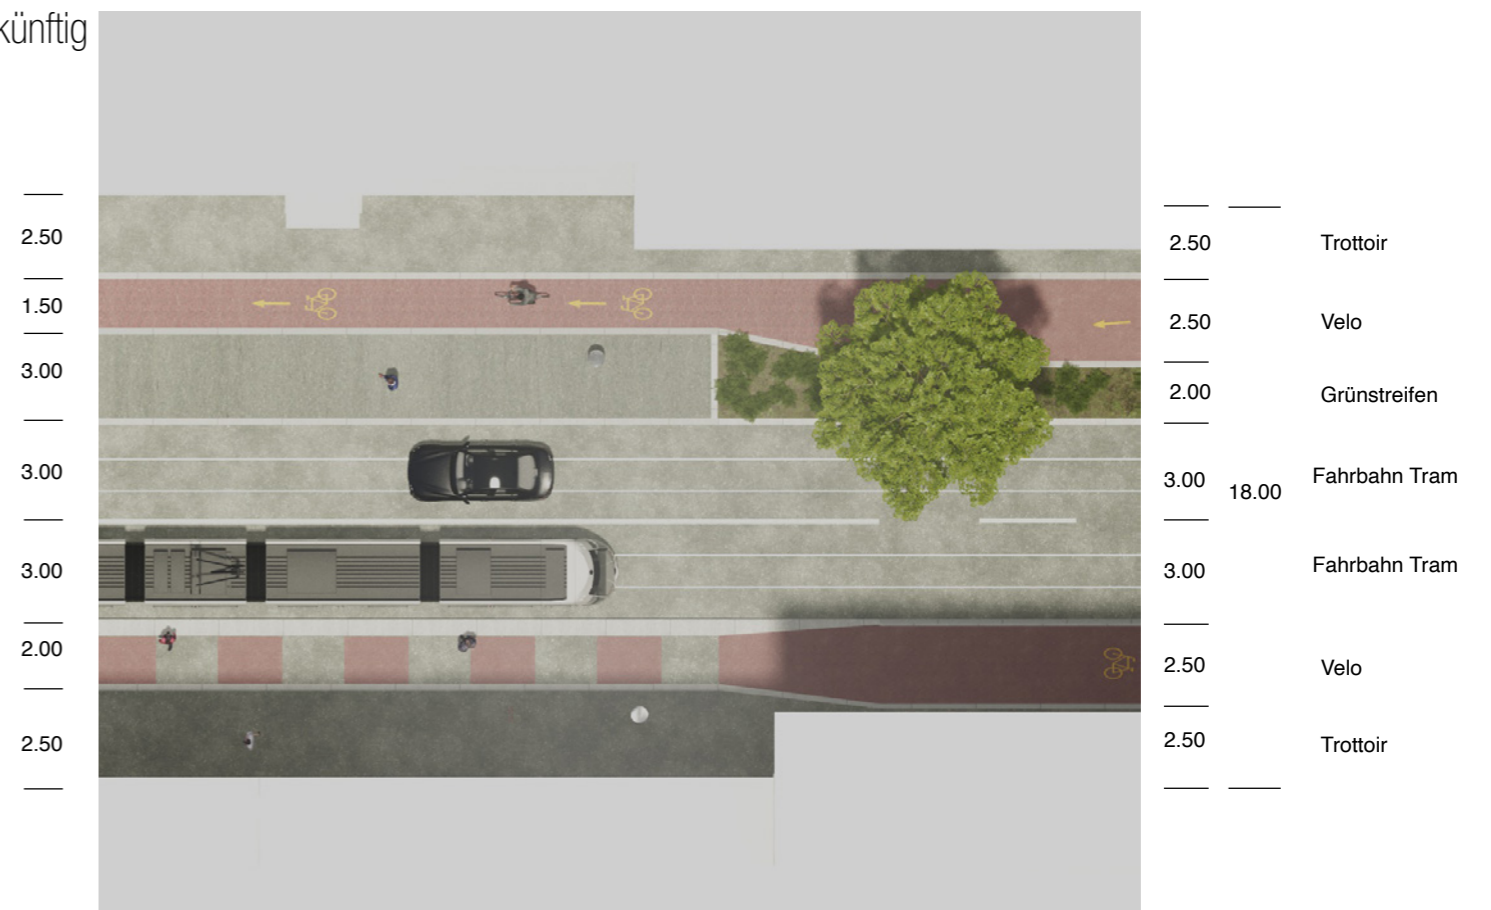 künftig
2.50
1.50
3.00
3.00
3.00
2.00
2.50
2.50 Trottoir
2.50 Velo
2.00 Grünstreifen
3.00 Fahrbahn Tram
18.00
3.00 Fahrbahn Tram
2.50 Velo
2.50 Trottoir